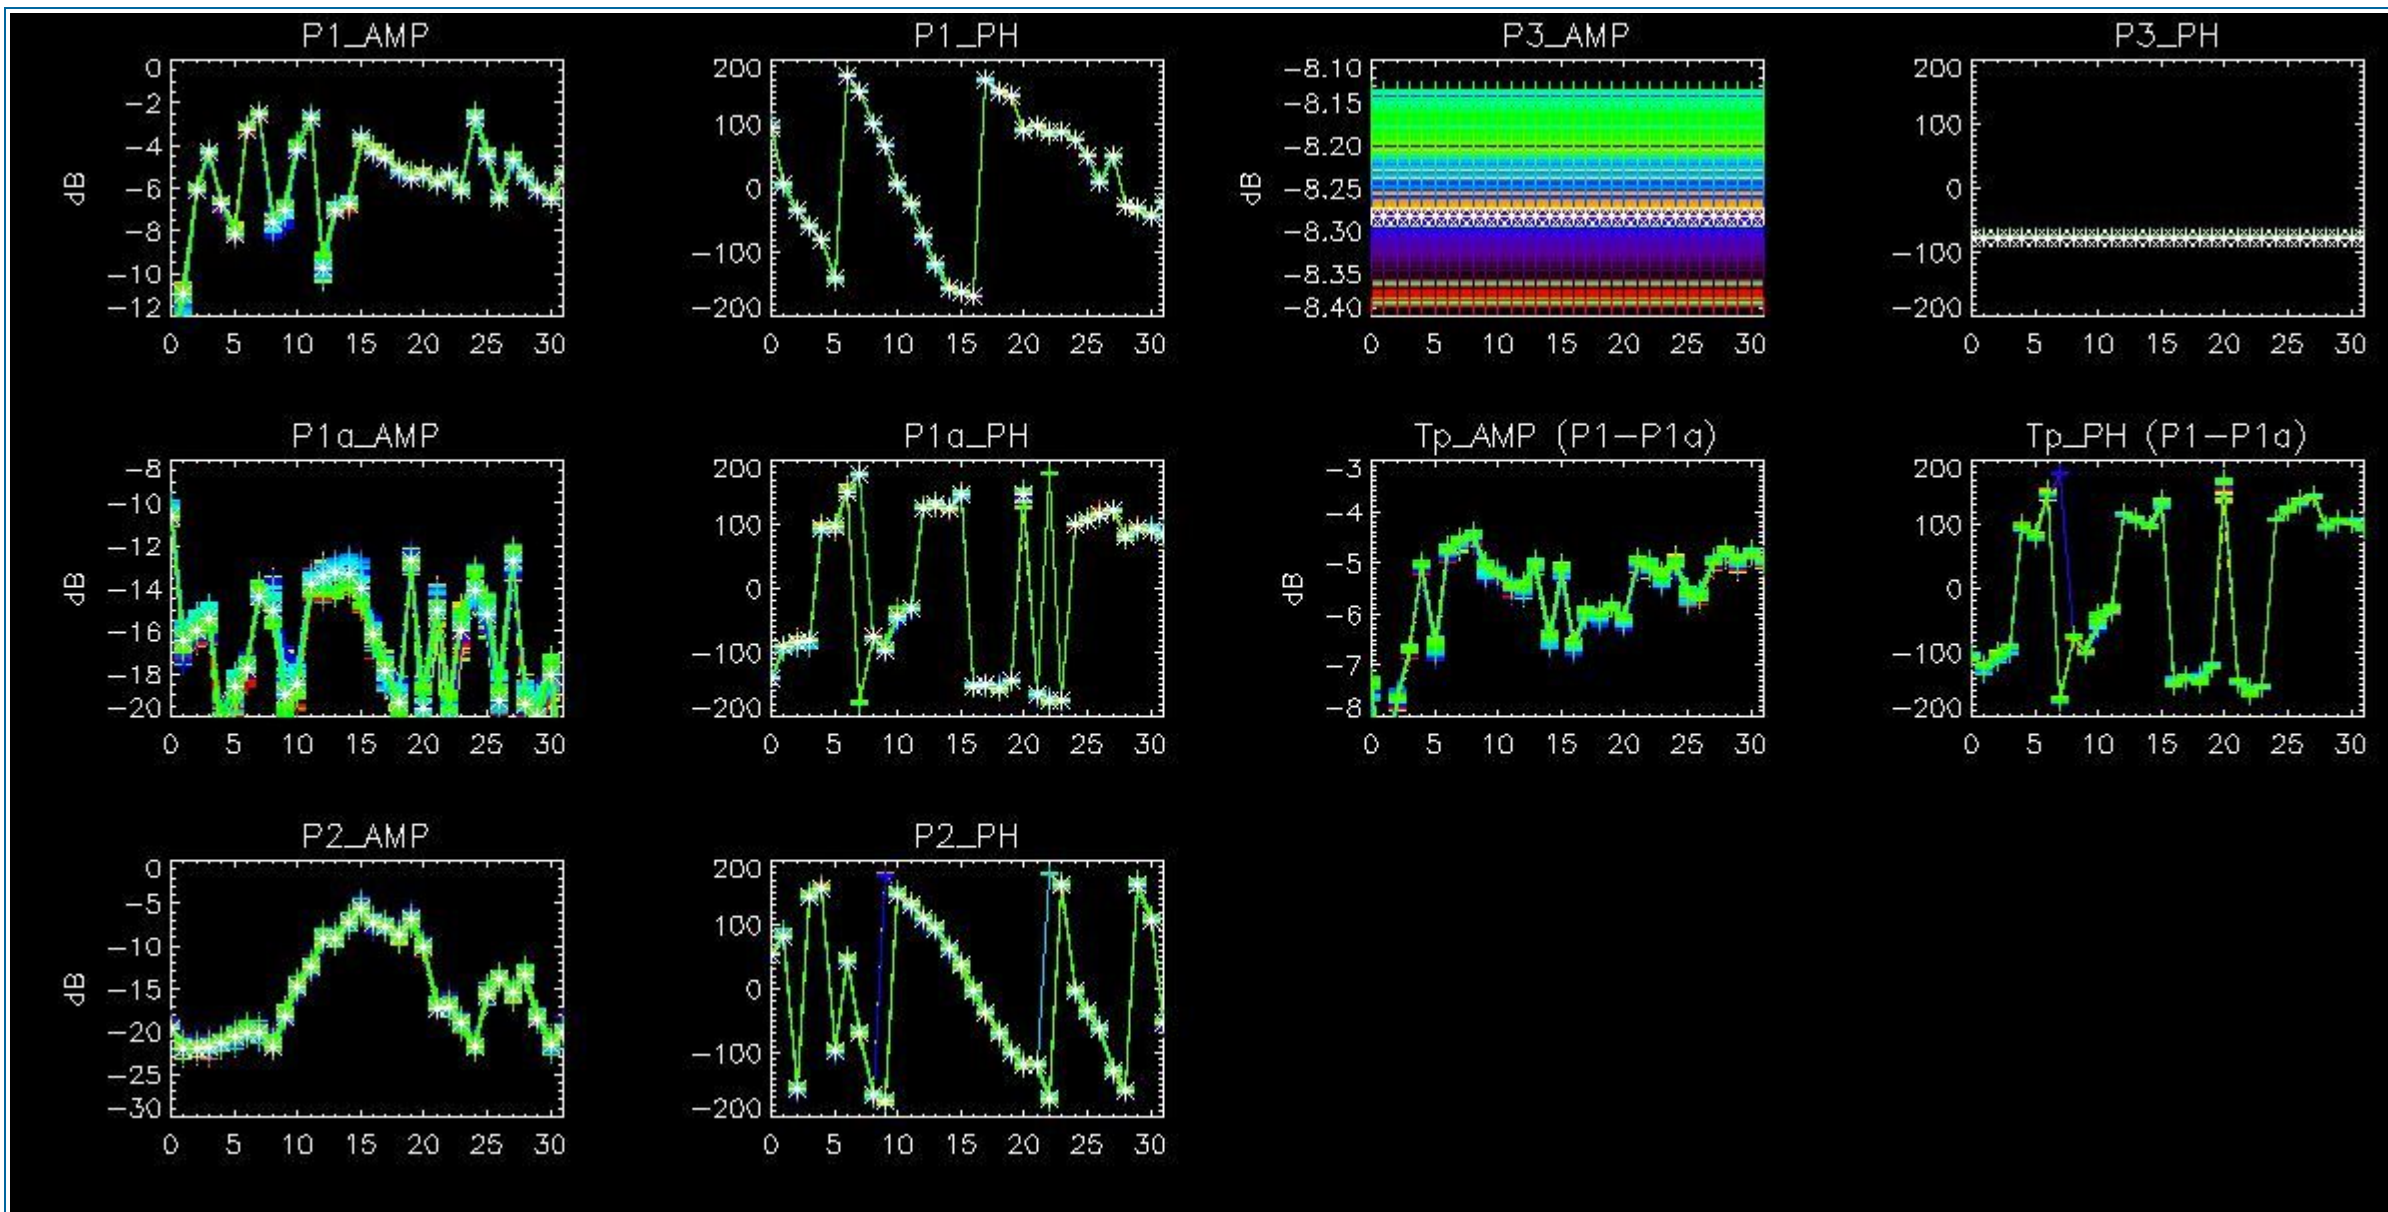 P1_AMP
P1_PH
P3_AMP
P3_PH
0
−2
−4
−6
−8
−10
−12
dB
0 5 10 15 20 25 30
200
100
0
−100
−200
0 5 10 15 20 25 30
−8.10
−8.15
−8.20
−8.25
−8.30
−8.35
−8.40
dB
0 5 10 15 20 25 30
200
100
0
−100
−200
0 5 10 15 20 25 30
P1a_AMP
P1a_PH
Tp_AMP (P1−P1a)
Tp_PH (P1−P1a)
−8
−10
−12
−14
−16
−18
−20
dB
0 5 10 15 20 25 30
200
100
0
−100
−200
0 5 10 15 20 25 30
−3
−4
−5
−6
−7
−8
dB
0 5 10 15 20 25 30
200
100
0
−100
−200
0 5 10 15 20 25 30
P2_AMP
P2_PH
0
−5
−10
−15
−20
−25
−30
dB
0 5 10 15 20 25 30
200
100
0
−100
−200
0 5 10 15 20 25 30